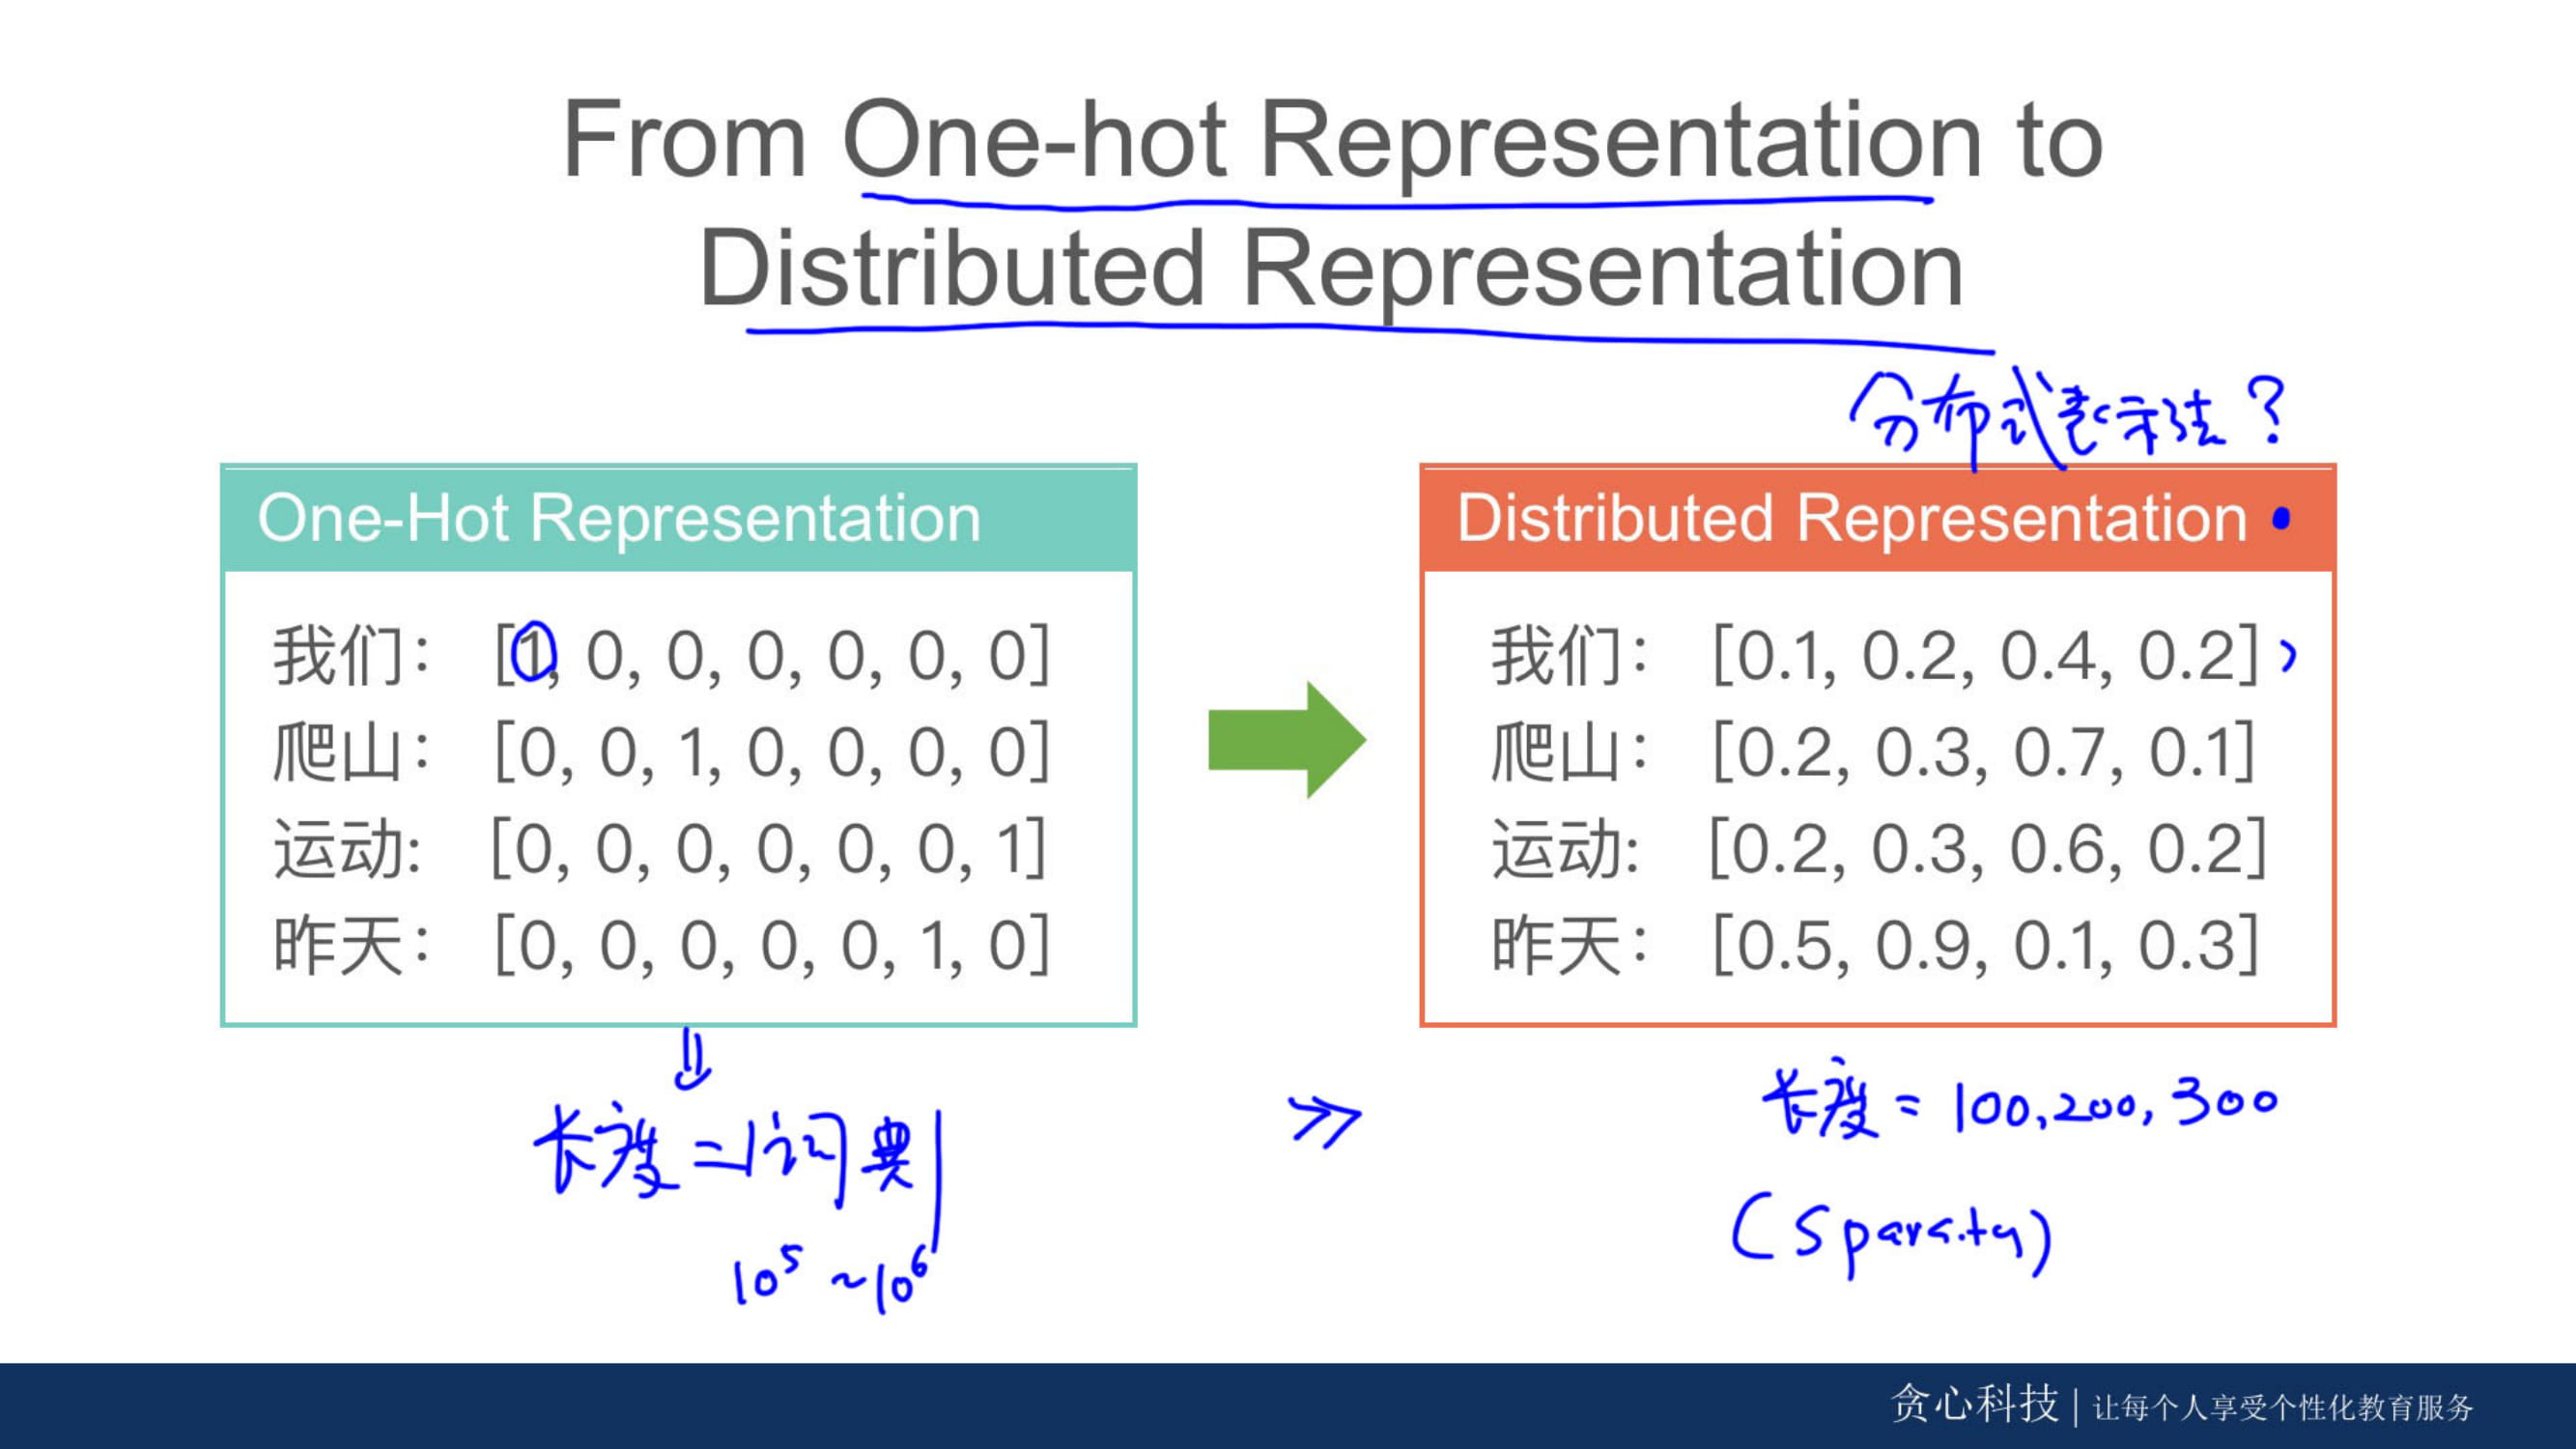 From One-hot Representation to
Distributed Representation
分布式表示法?
One-Hot Representation
我们: [1, 0, 0, 0, 0, 0, 0]
爬山: [0, 0, 1, 0, 0, 0, 0]
运动: [0, 0, 0, 0, 0, 0, 1]
昨天: [0, 0, 0, 0, 0, 1, 0]
长度=|词典|
10⁵ ~10⁶
≫
Distributed Representation
我们: [0.1, 0.2, 0.4, 0.2]
爬山: [0.2, 0.3, 0.7, 0.1]
运动: [0.2, 0.3, 0.6, 0.2]
昨天: [0.5, 0.9, 0.1, 0.3]
长度 = 100,200,300
(Sparsity)
贪心科技 | 让每个人享受个性化教育服务